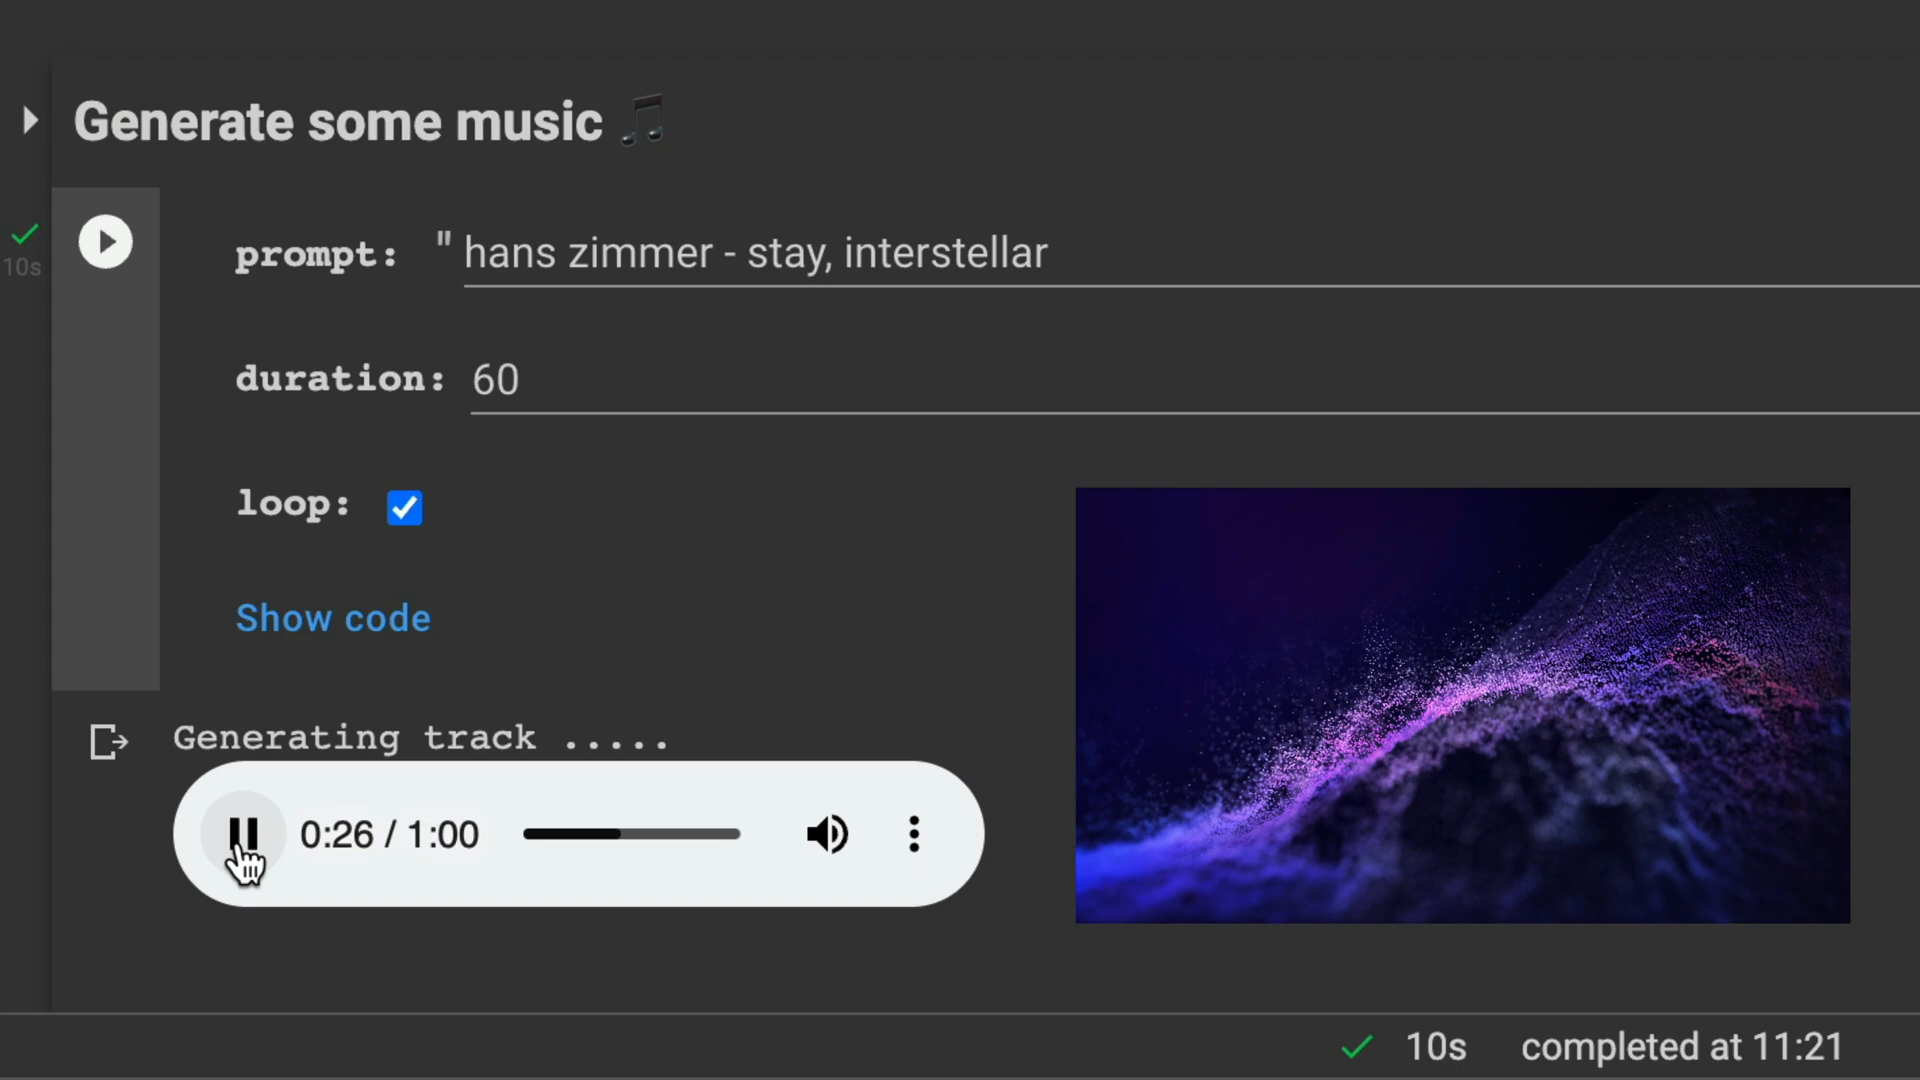 Generate some music 🎵
prompt: " hans zimmer - stay, interstellar
10s
duration: 60
loop:
Show code
Generating track .....
0:26 / 1:00
10s completed at 11:21